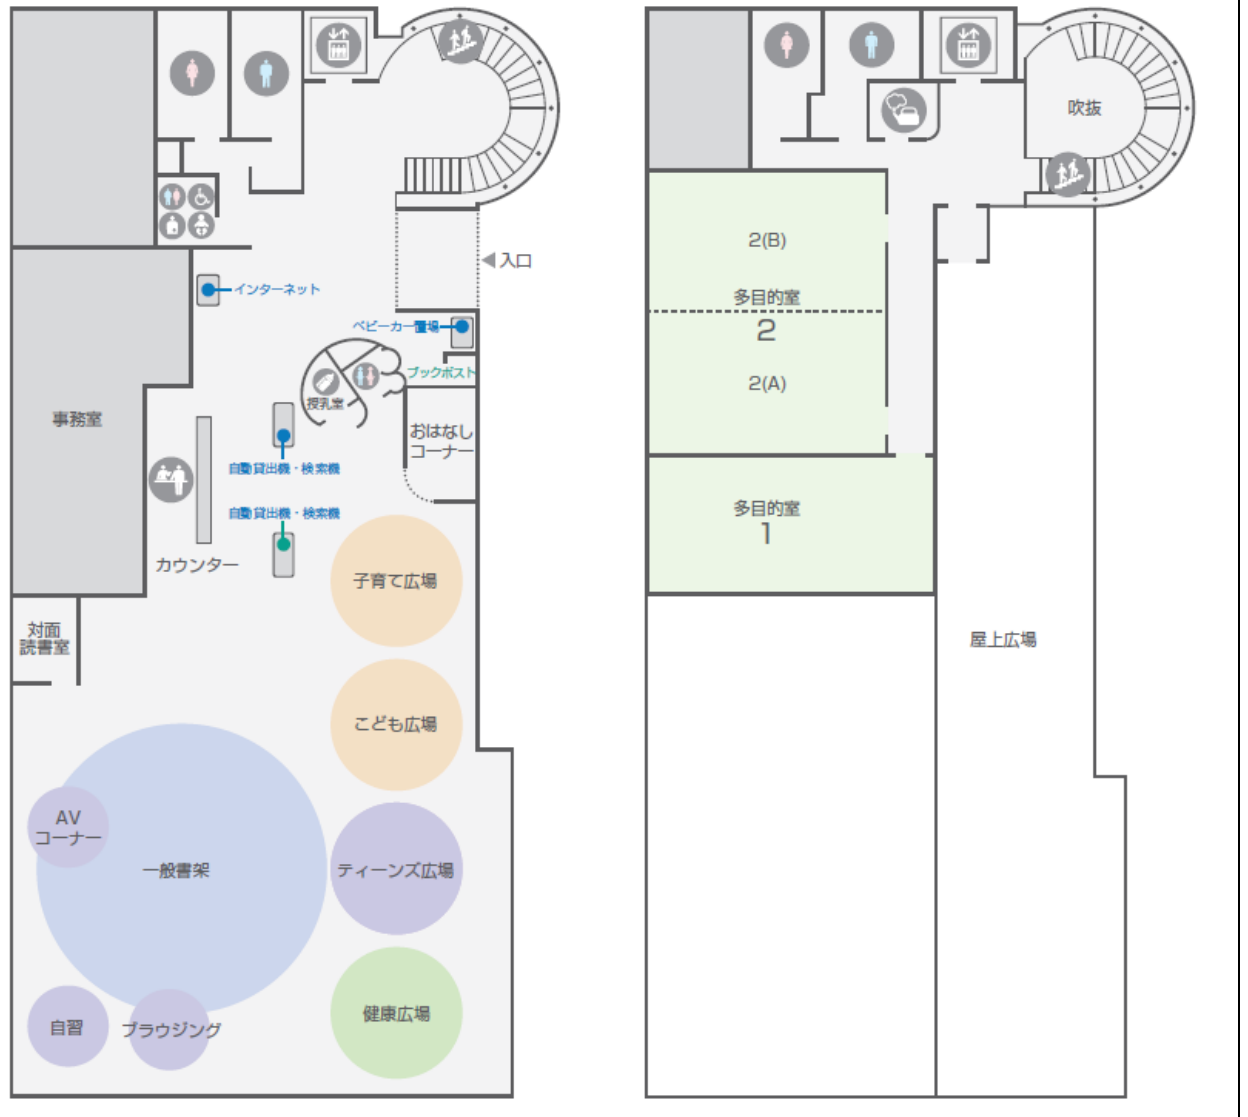 入口
インターネット
ベビーカー置場
ブックポスト
授乳室
おはなし
コーナー
事務室
自動貸出機・検索機
自動貸出機・検索機
カウンター
子育て広場
対面
読書室
こども広場
AV
コーナー
一般書架
ティーンズ広場
自習
ブラウジング
健康広場
吹抜
2(B)
多目的室
2
2(A)
多目的室
1
屋上広場